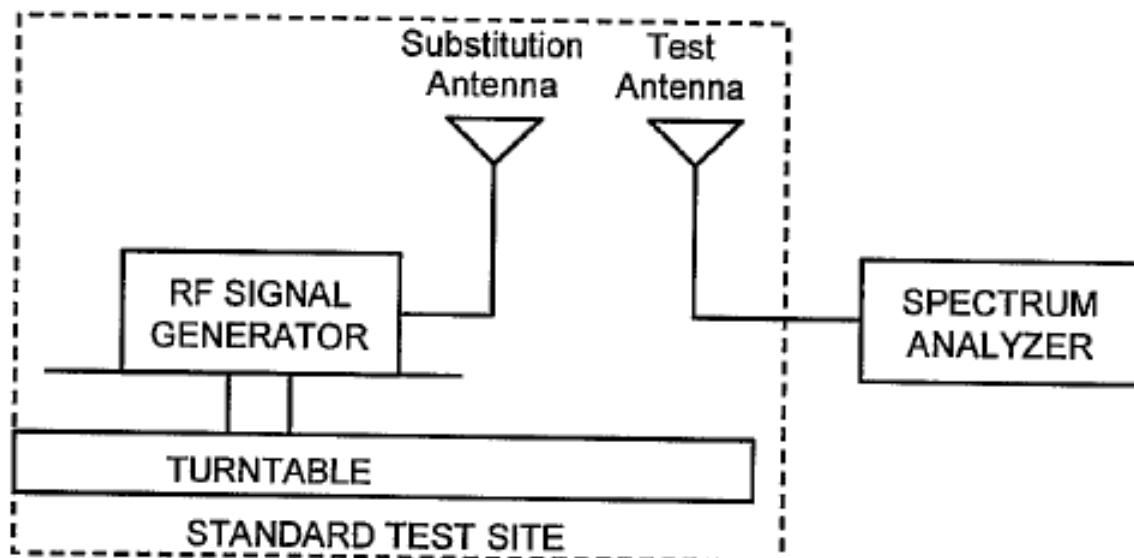 Substitution
Antenna
Test
Antenna
RF SIGNAL
GENERATOR
SPECTRUM
ANALYZER
TURNTABLE
STANDARD TEST SITE